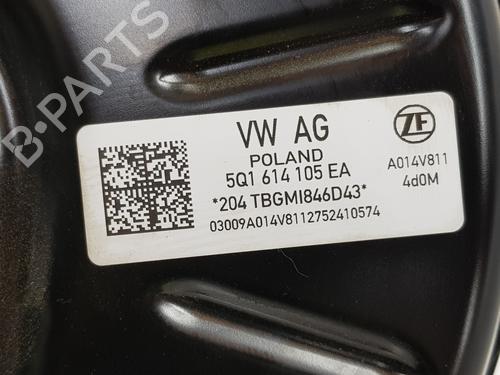 VW AG
POLAND
5Q1 614 105 EA
*204 TBGMI846D43*
03009A014V8112752410574
ZF
A014V811
4d0M
B-PARTS